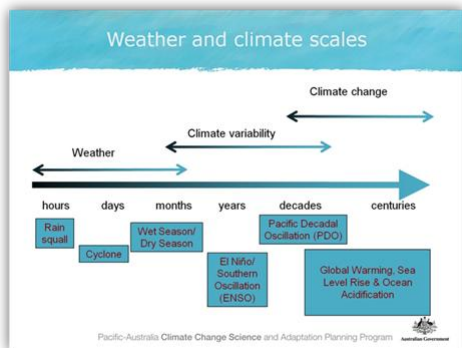 Weather and climate scales
Climate change
Climate variability
Weather
hours days months years decades centuries
Rain
squall
Cyclone
Wet Season/
Dry Season
El Niño/
Southern
Oscillation
(ENSO)
Pacific Decadal
Oscillation (PDO)
Global Warming, Sea
Level Rise & Ocean
Acidification
Pacific-Australia Climate Change Science and Adaptation Planning Program
Australian Government